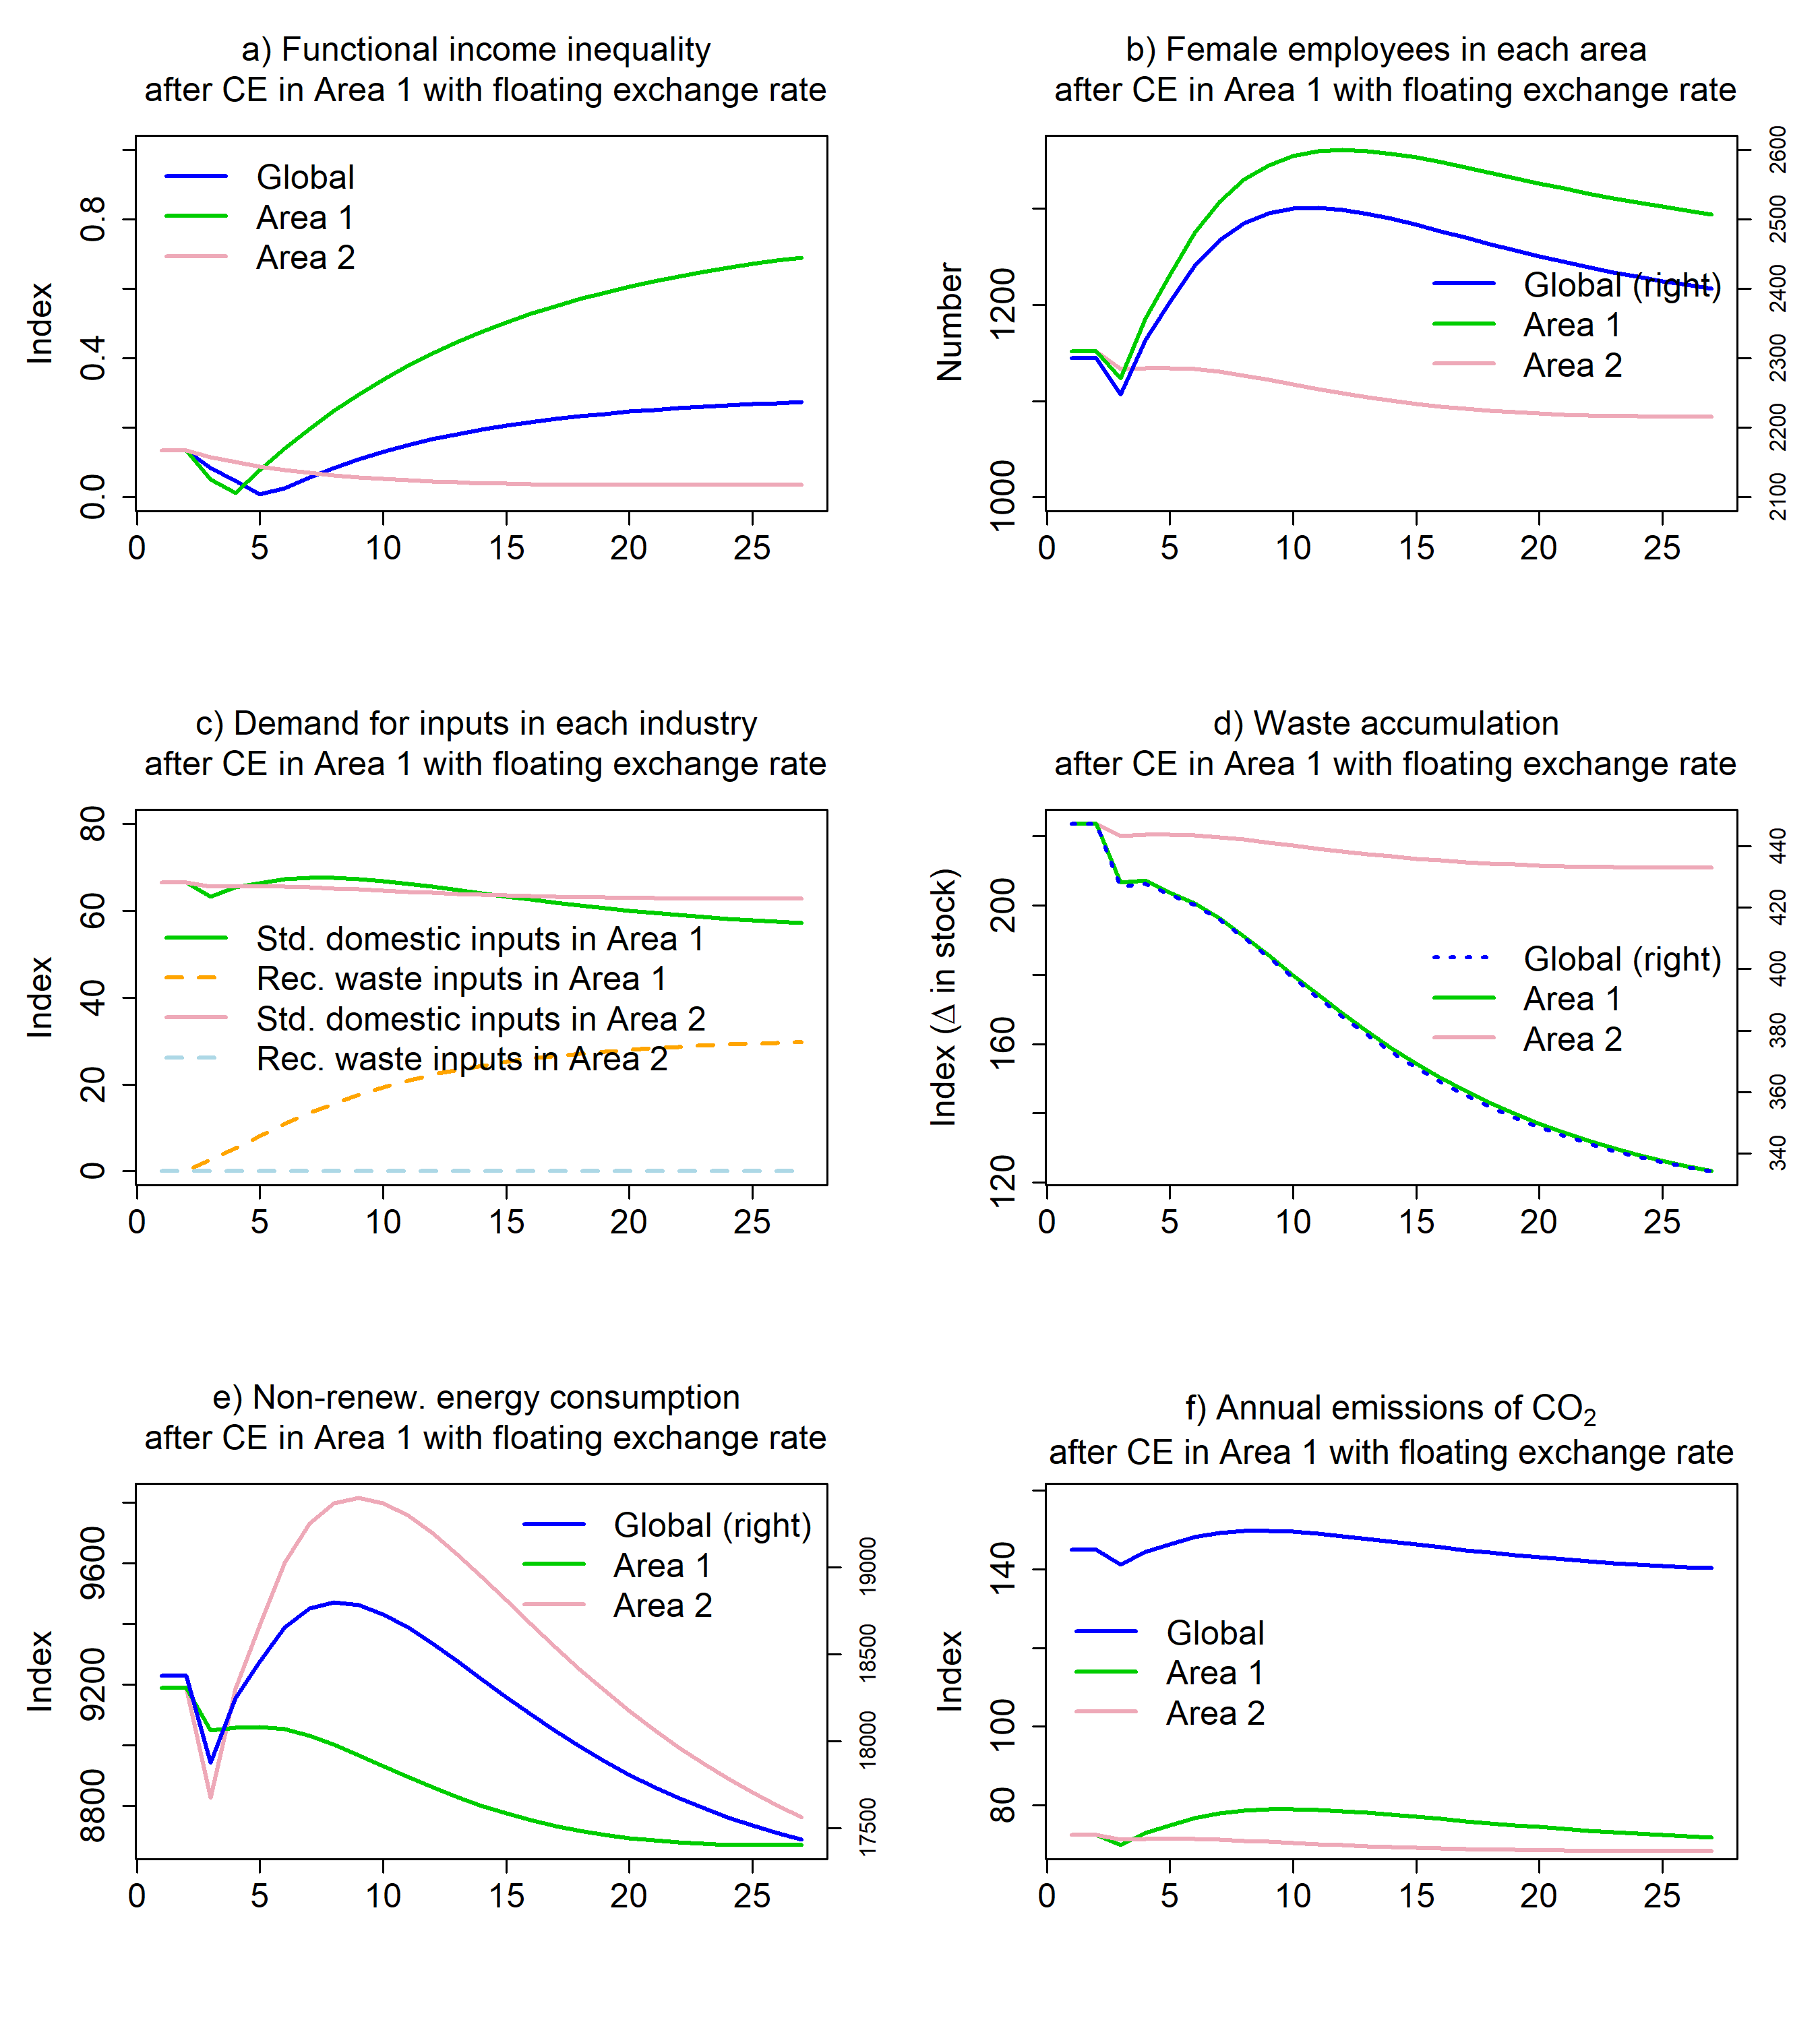 a) Functional income inequality
after CE in Area 1 with floating exchange rate
Index
0.0 0.4 0.8
Global
Area 1
Area 2
0 5 10 15 20 25
b) Female employees in each area
after CE in Area 1 with floating exchange rate
Number
1000 1200
Global (right)
Area 1
Area 2
2100 2200 2300 2400 2500 2600
0 5 10 15 20 25
c) Demand for inputs in each industry
after CE in Area 1 with floating exchange rate
Index
0 20 40 60 80
Std. domestic inputs in Area 1
Rec. waste inputs in Area 1
Std. domestic inputs in Area 2
Rec. waste inputs in Area 2
0 5 10 15 20 25
d) Waste accumulation
after CE in Area 1 with floating exchange rate
Index (Δ in stock)
120 160 200
Global (right)
Area 1
Area 2
340 360 380 400 420 440
0 5 10 15 20 25
e) Non-renew. energy consumption
after CE in Area 1 with floating exchange rate
Index
8800 9200 9600
Global (right)
Area 1
Area 2
17500 18000 18500 19000
0 5 10 15 20 25
f) Annual emissions of CO₂
after CE in Area 1 with floating exchange rate
Index
80 100 140
Global
Area 1
Area 2
0 5 10 15 20 25